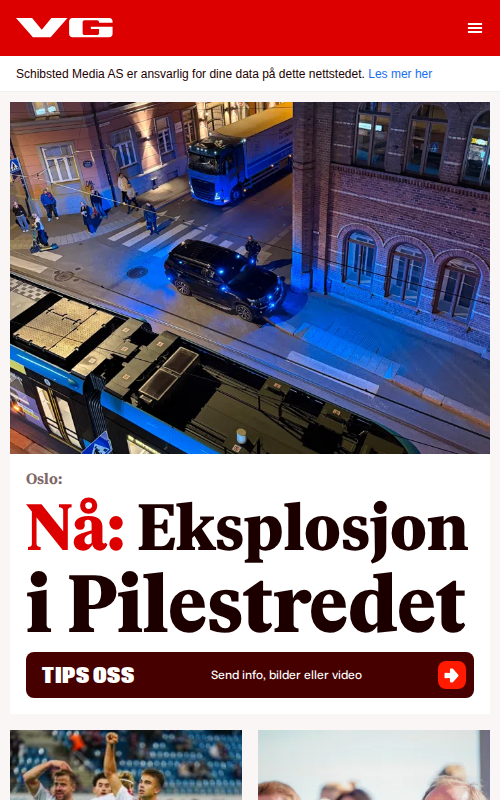 VG
Schibsted Media AS er ansvarlig for dine data på dette nettstedet. Les mer her
Oslo:
Nå: Eksplosjon
i Pilestredet
TIPS OSS
Send info, bilder eller video